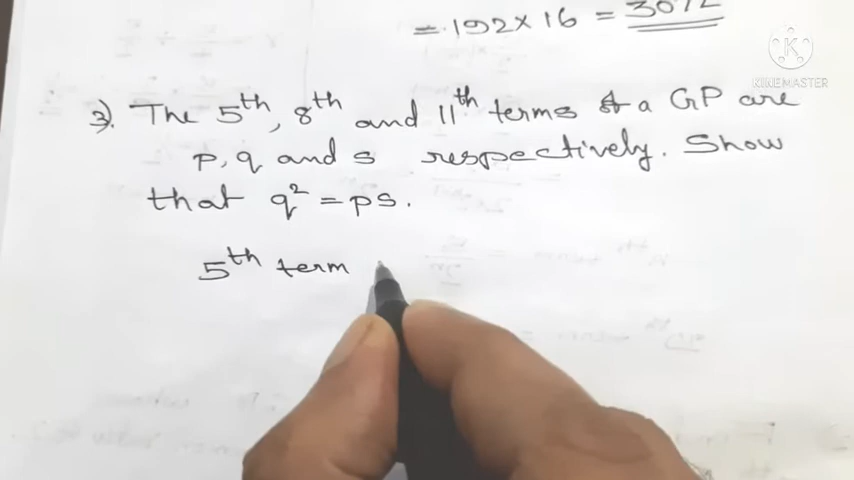 = 192 × 16 = 3072
KINEMASTER
3). The 5th, 8th and 11th terms of a GP are
p, q and s respectively. Show
that q² = ps.
5th term